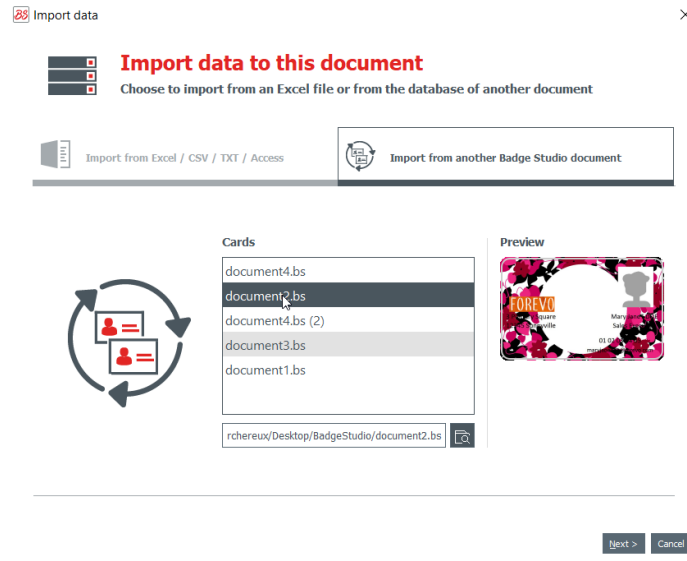 BS Import data
Import data to this document
Choose to import from an Excel file or from the database of another document
Import from Excel / CSV / TXT / Access
Import from another Badge Studio document
Cards
Preview
document4.bs
document2.bs
document4.bs (2)
document3.bs
document1.bs
rchereux/Desktop/BadgeStudio/document2.bs
FOREVO
Next >
Cancel